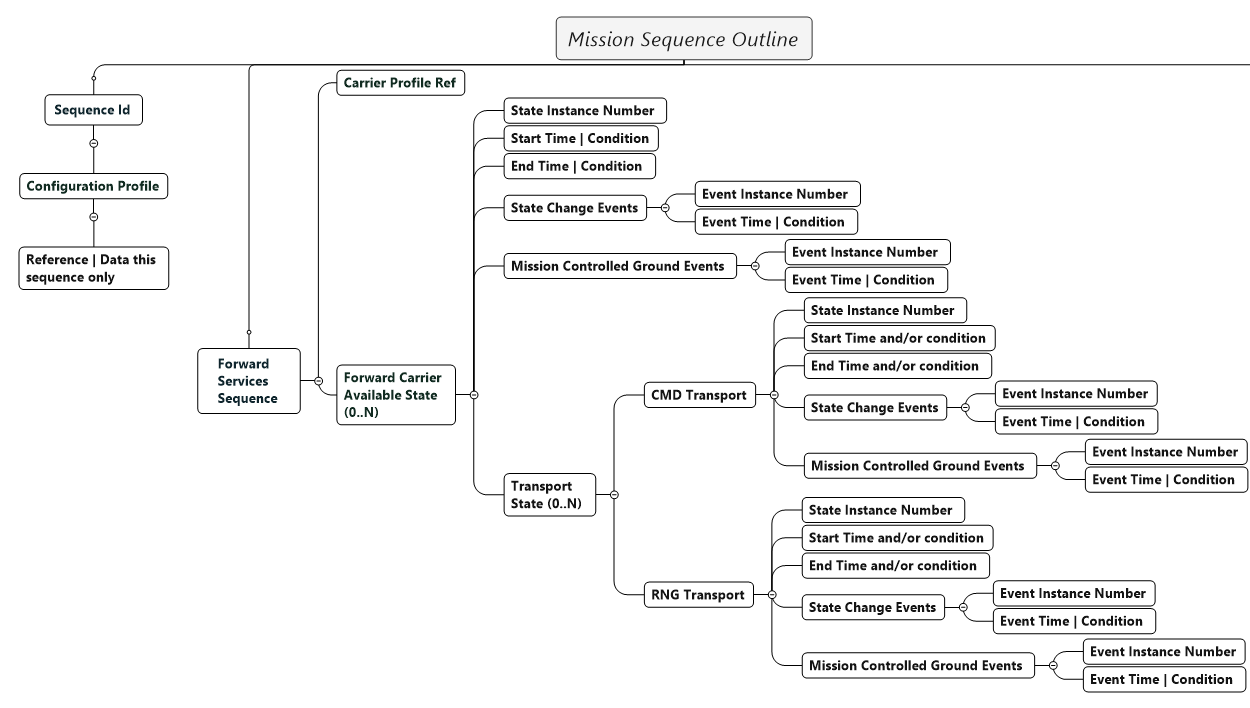 Mission Sequence Outline
Sequence Id
Configuration Profile
Reference | Data this
sequence only
Forward
Services
Sequence
Carrier Profile Ref
Forward Carrier
Available State
(0..N)
State Instance Number
Start Time | Condition
End Time | Condition
State Change Events
Event Instance Number
Event Time | Condition
Mission Controlled Ground Events
Event Instance Number
Event Time | Condition
Transport
State (0..N)
CMD Transport
State Instance Number
Start Time and/or condition
End Time and/or condition
State Change Events
Event Instance Number
Event Time | Condition
Mission Controlled Ground Events
Event Instance Number
Event Time | Condition
RNG Transport
State Instance Number
Start Time and/or condition
End Time and/or condition
State Change Events
Event Instance Number
Event Time | Condition
Mission Controlled Ground Events
Event Instance Number
Event Time | Condition